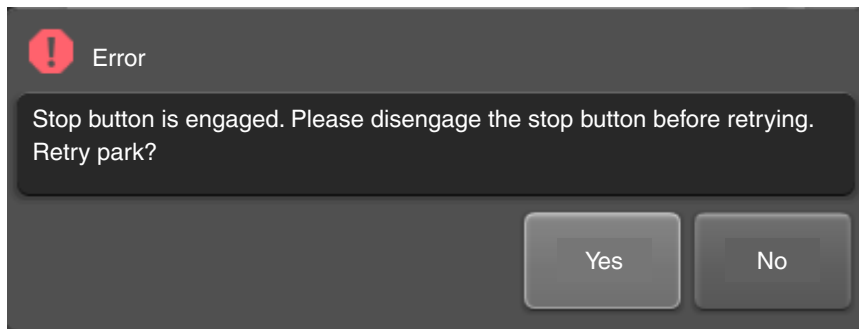 Error
Stop button is engaged. Please disengage the stop button before retrying.
Retry park?
Yes No